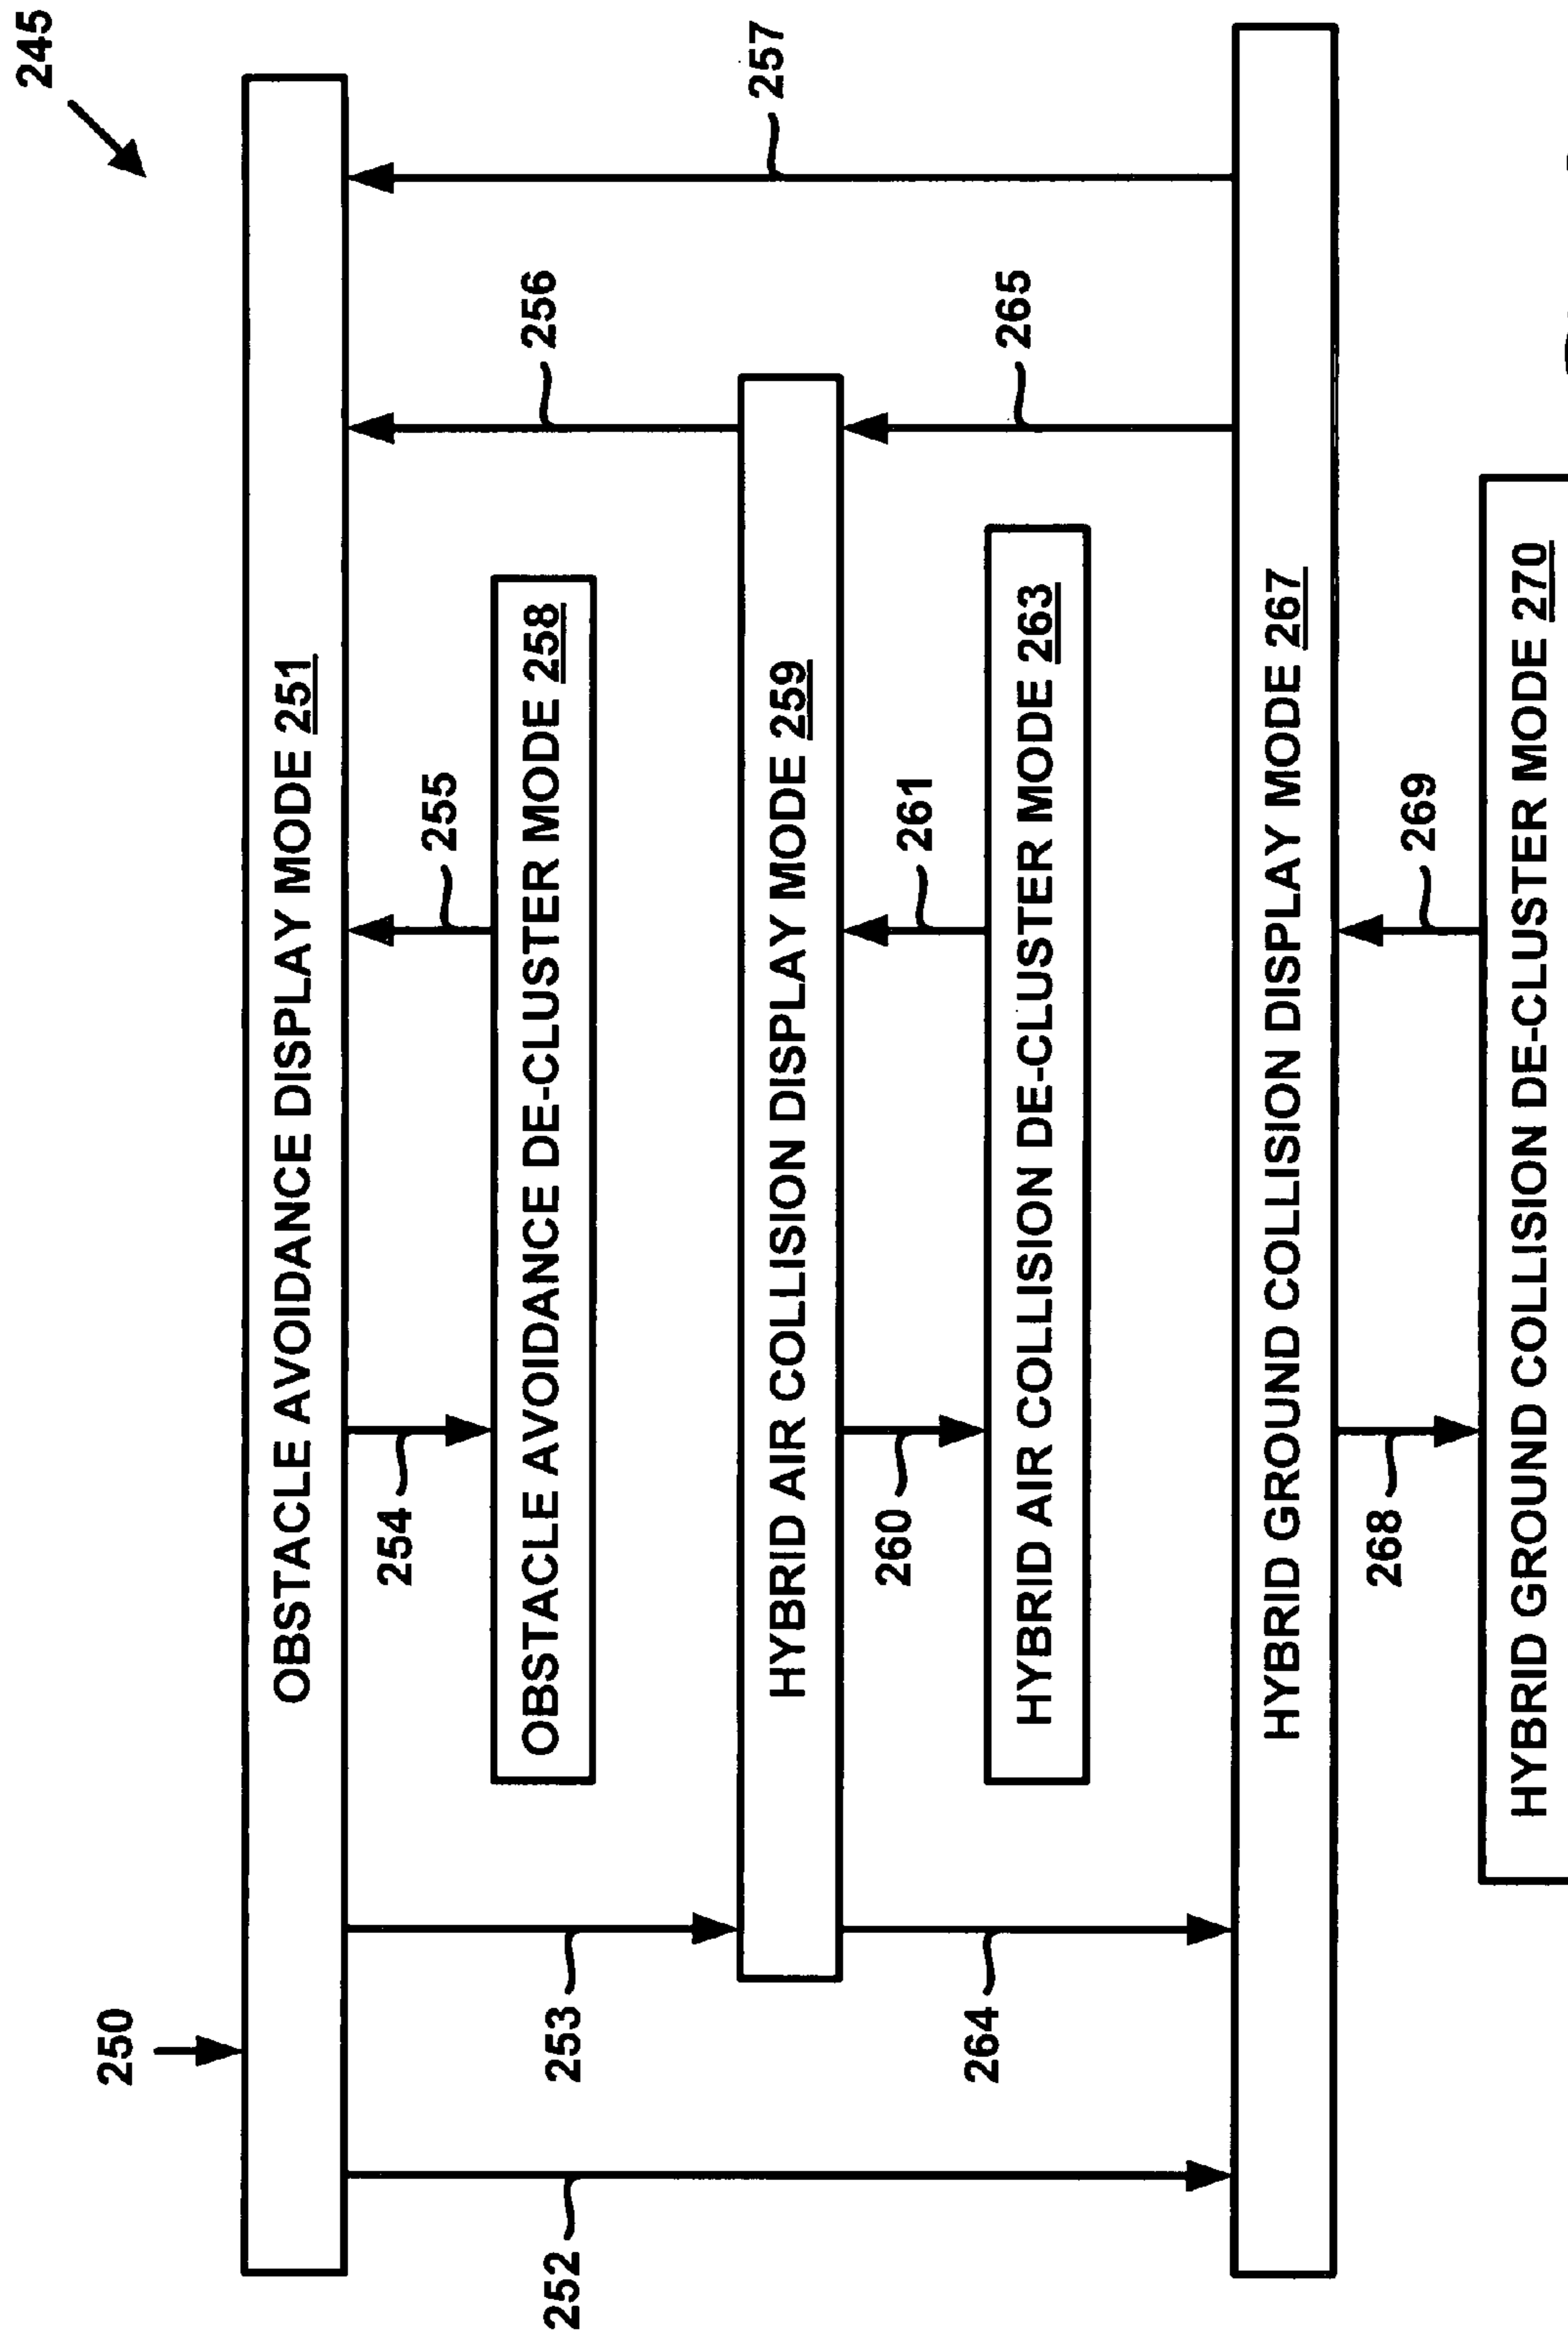 245
250
OBSTACLE AVOIDANCE DISPLAY MODE 251
252
253
254
255
256
257
OBSTACLE AVOIDANCE DE-CLUSTER MODE 258
HYBRID AIR COLLISION DISPLAY MODE 259
260
261
264
265
HYBRID AIR COLLISION DE-CLUSTER MODE 263
HYBRID GROUND COLLISION DISPLAY MODE 267
268
269
HYBRID GROUND COLLISION DE-CLUSTER MODE 270